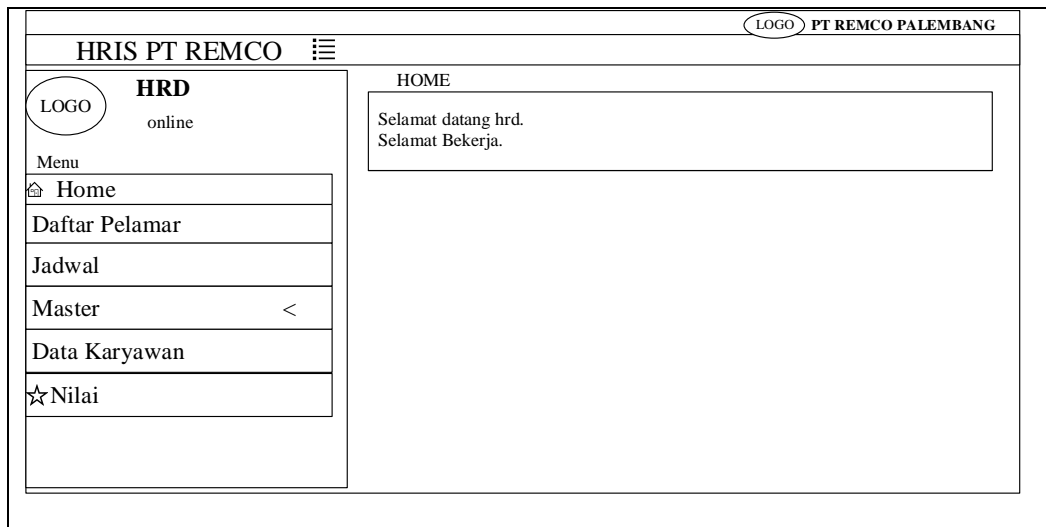 LOGO PT REMCO PALEMBANG
HRIS PT REMCO
LOGO
HRD
online
Menu
Home
Daftar Pelamar
Jadwal
Master <
Data Karyawan
☆Nilai
HOME
Selamat datang hrd.
Selamat Bekerja.